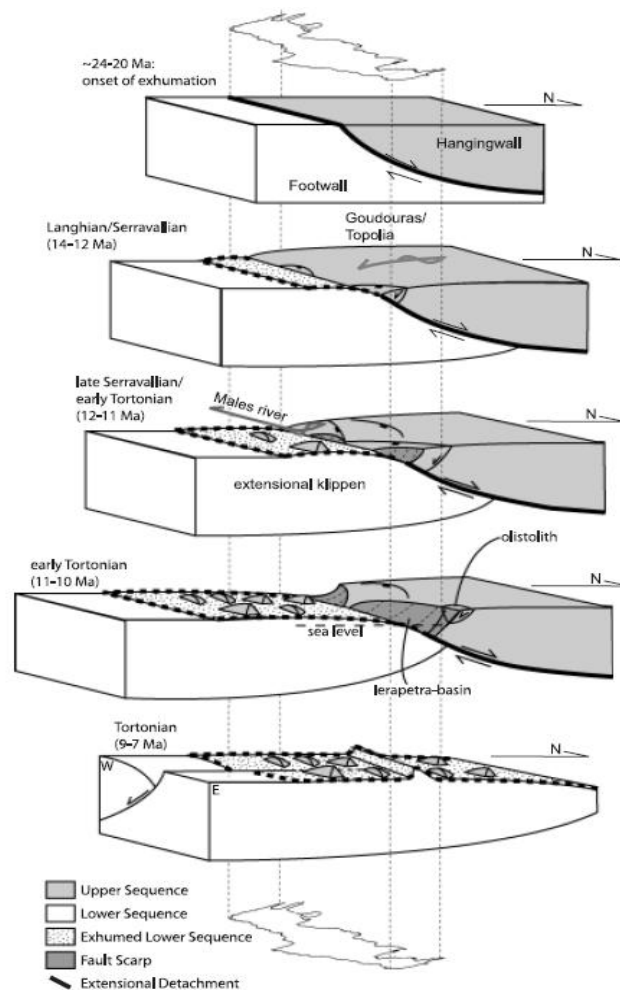 ~24-20 Ma:
onset of exhumation
N
Hangingwall
Footwall
Langhian/Serravallian
(14-12 Ma)
Goudouras/
Topolia
N
late Serravallian/
early Tortonian
(12-11 Ma)
Males river
N
extensional klippen
olistolith
early Tortonian
(11-10 Ma)
N
sea level
Ierapetra-basin
Tortonian
(9-7 Ma)
N
W
E
Upper Sequence
Lower Sequence
Exhumed Lower Sequence
Fault Scarp
Extensional Detachment